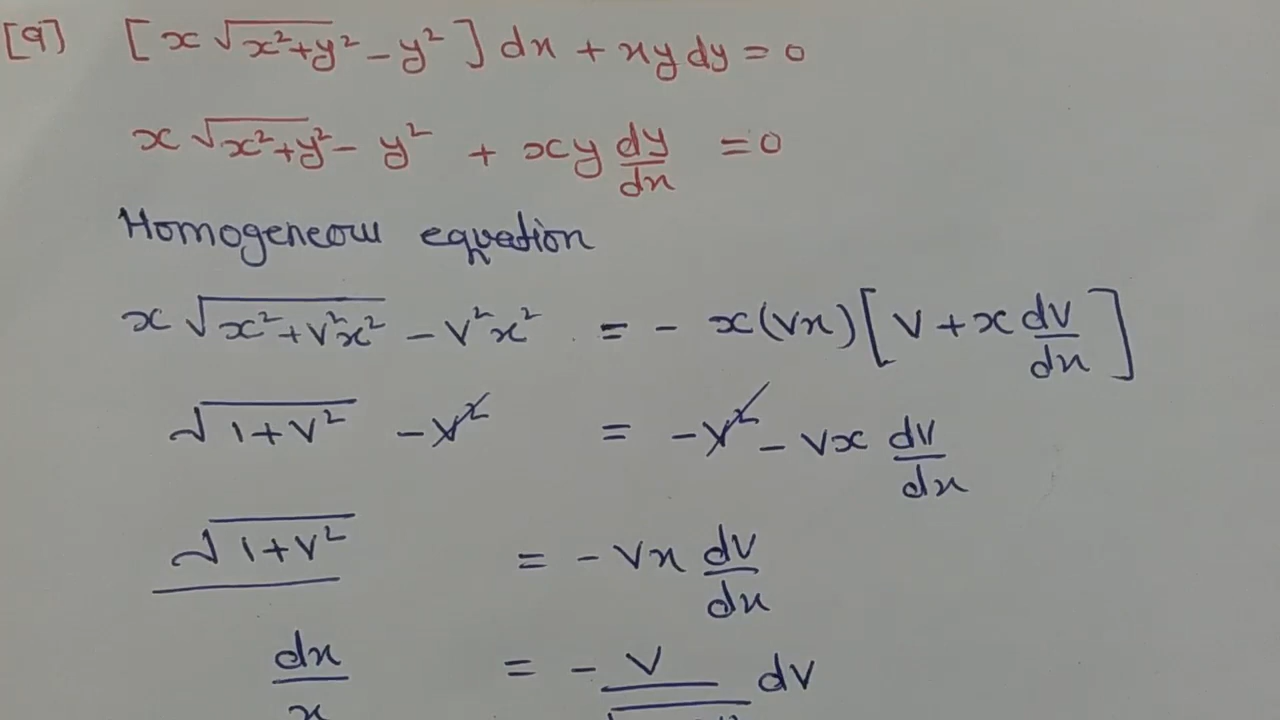 [9] [x√(x²+y²) - y²] dx + xy dy = 0
x√(x²+y²) - y² + xy dy/dx = 0
Homogeneous equation
x√(x²+v²x²) - v²x² = - x(vx)[v + x dv/dx]
√(1+v²) - v² = - v² - vx dv/dx
√(1+v²) = - vx dv/dx
dx/x = - v/√ dv